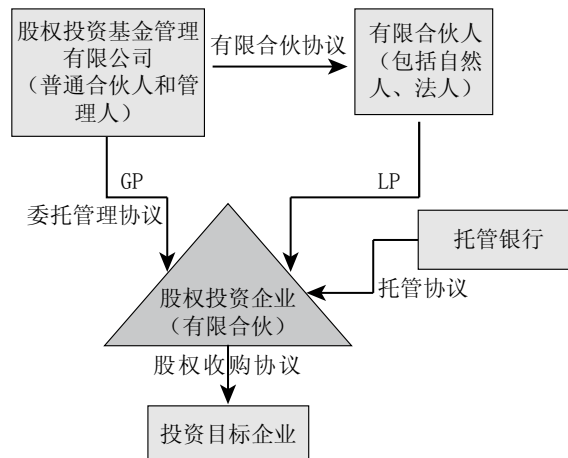 股权投资基金管理
有限公司
（普通合伙人和管
理人）
有限合伙协议
有限合伙人
（包括自然
人、法人）
GP
LP
委托管理协议
托管银行
托管协议
股权投资企业
（有限合伙）
股权收购协议
投资目标企业